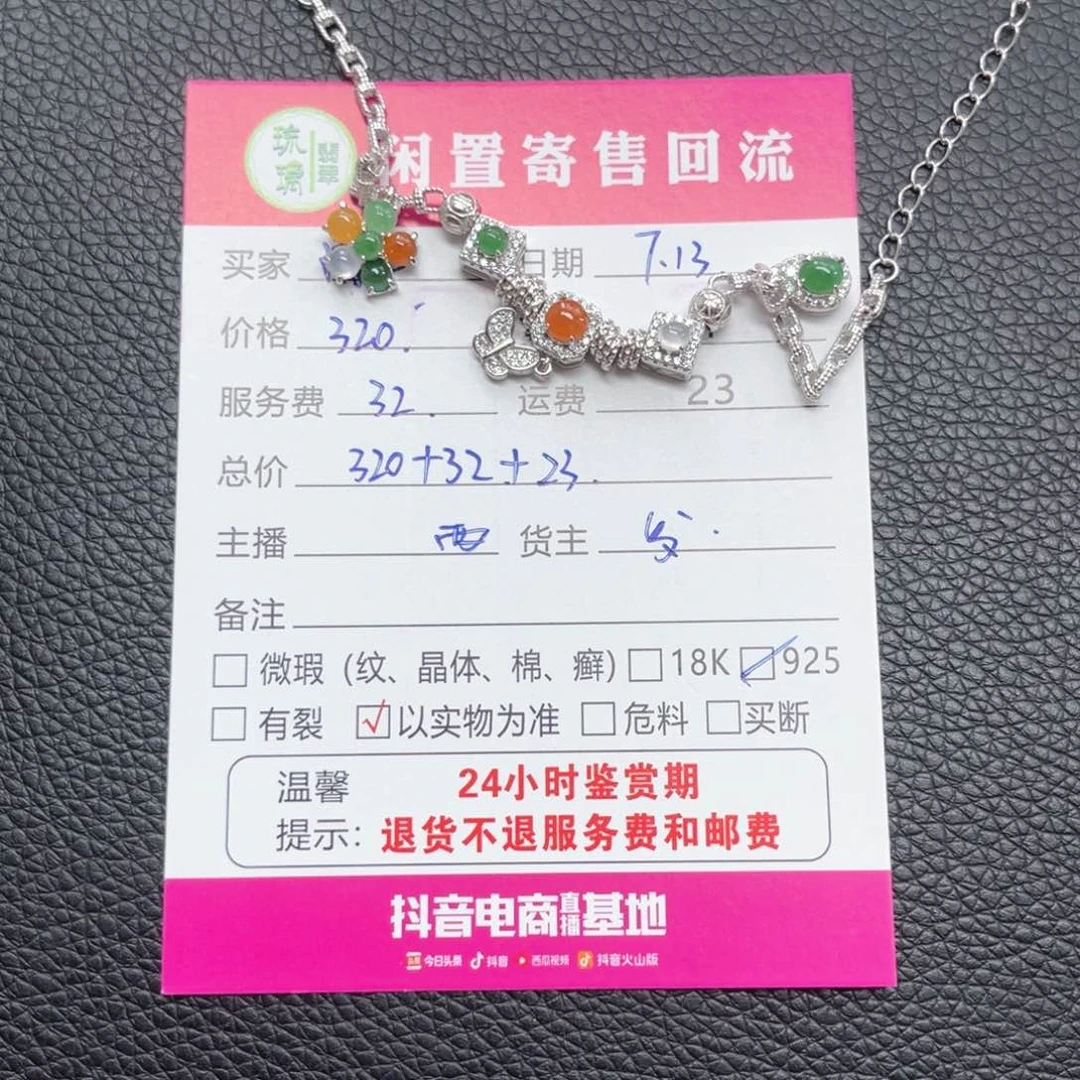 琉璃 翡翠 闲置寄售回流
买家 日期 7.13
价格 320.
服务费 32. 运费 23
总价 320+32+23.
主播 西 货主
备注
微瑕 (纹、晶体、棉、癣) 18K 925
有裂 √ 以实物为准 危料 买断
温馨 24小时鉴赏期
提示: 退货不退服务费和邮费
抖音电商直播基地
今日头条 抖音 西瓜视频 抖音火山版